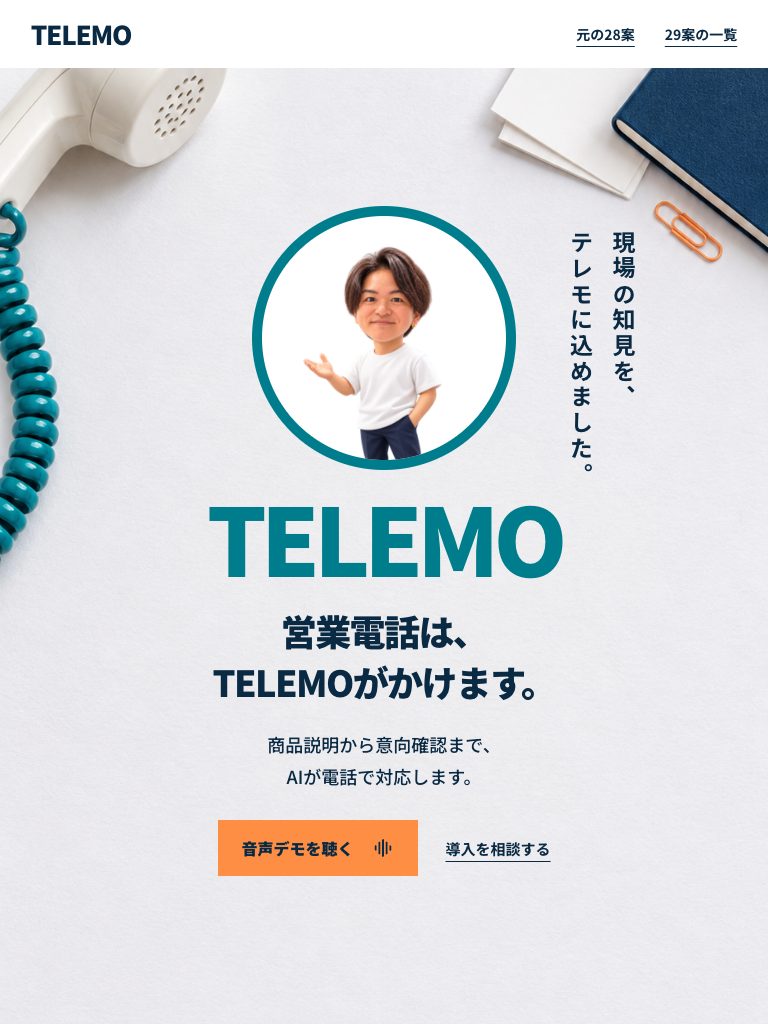 TELEMO
元の28案
29案の一覧
現場の知見を、
テレモに込めました。
TELEMO
営業電話は、
TELEMOがかけます。
商品説明から意向確認まで、
AIが電話で対応します。
音声デモを聴く
導入を相談する